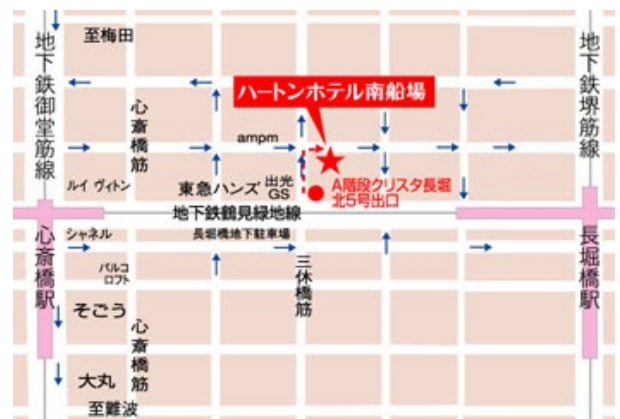 至梅田
地下鉄御堂筋線
地下鉄堺筋線
ハートンホテル南船場
心斎橋筋
ampm
ルイ ヴィトン
東急ハンズ
出光
GS
A階段クリスタ長堀
北5号出口
地下鉄鶴見緑地線
シャネル
長堀橋地下駐車場
心斎橋駅
長堀橋駅
パルコ
ロフト
三休橋筋
そごう
心斎橋筋
大丸
至難波